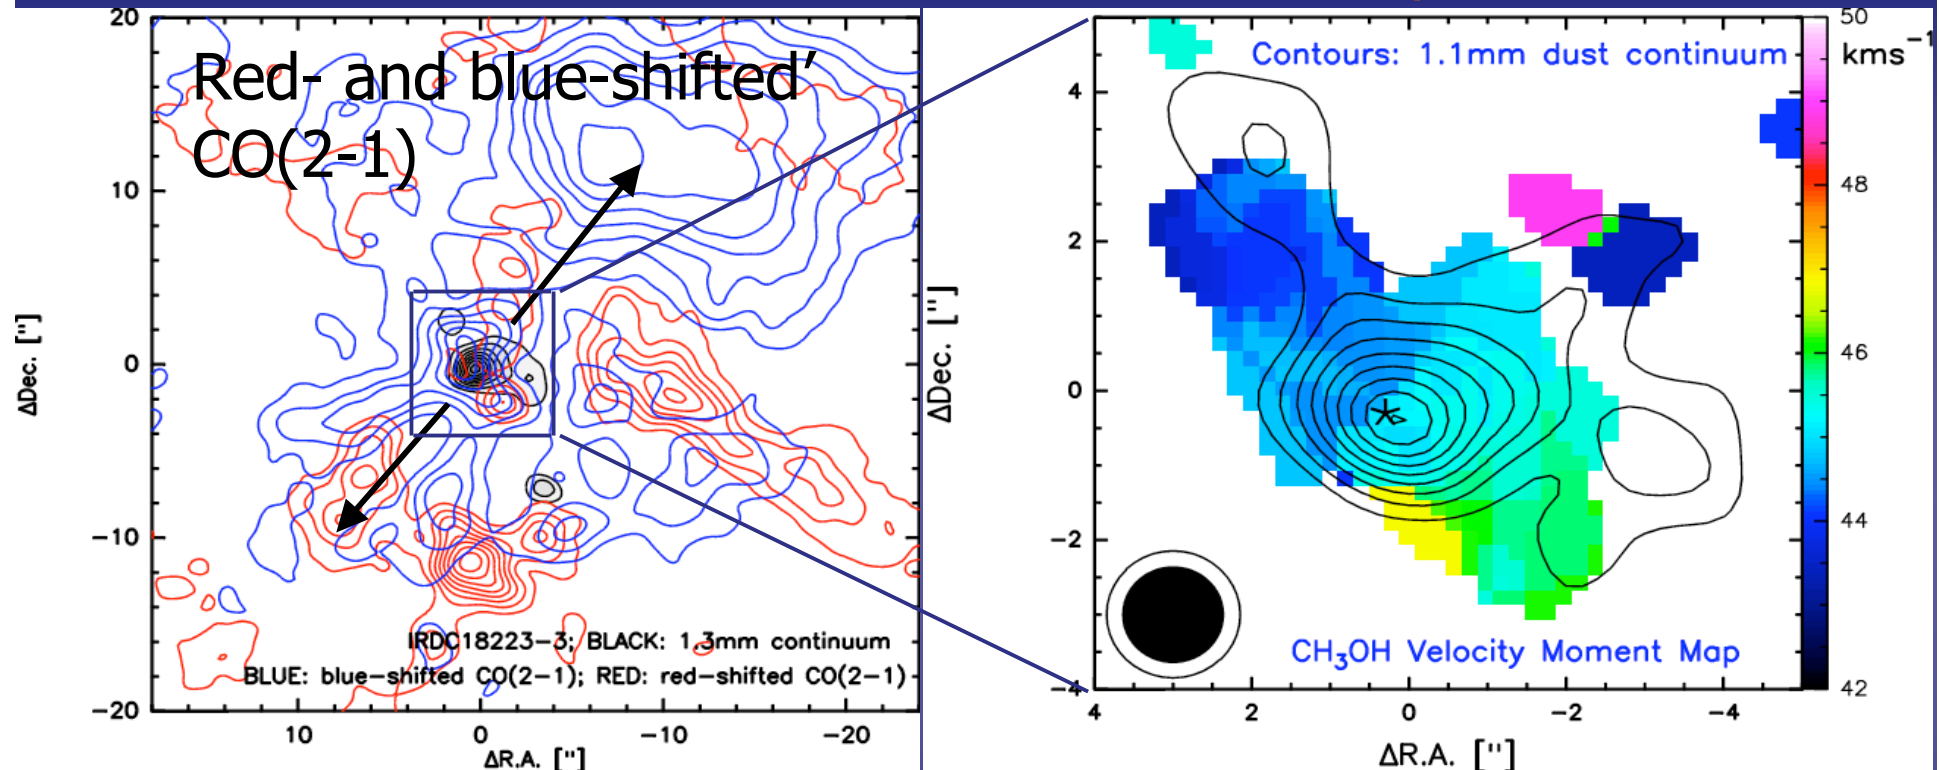 Red- and blue-shifted’
CO(2-1)
20
10
0
−10
−20
ΔDec. ["]
10
0
−10
−20
ΔR.A. ["]
IRDC18223−3; BLACK: 1.3mm continuum
BLUE: blue−shifted CO(2−1); RED: red−shifted CO(2−1)
Contours: 1.1mm dust continuum
4
2
0
−2
−4
ΔDec. ["]
4
2
0
−2
−4
ΔR.A. ["]
CH₃OH Velocity Moment Map
50
kms⁻¹
48
46
44
42